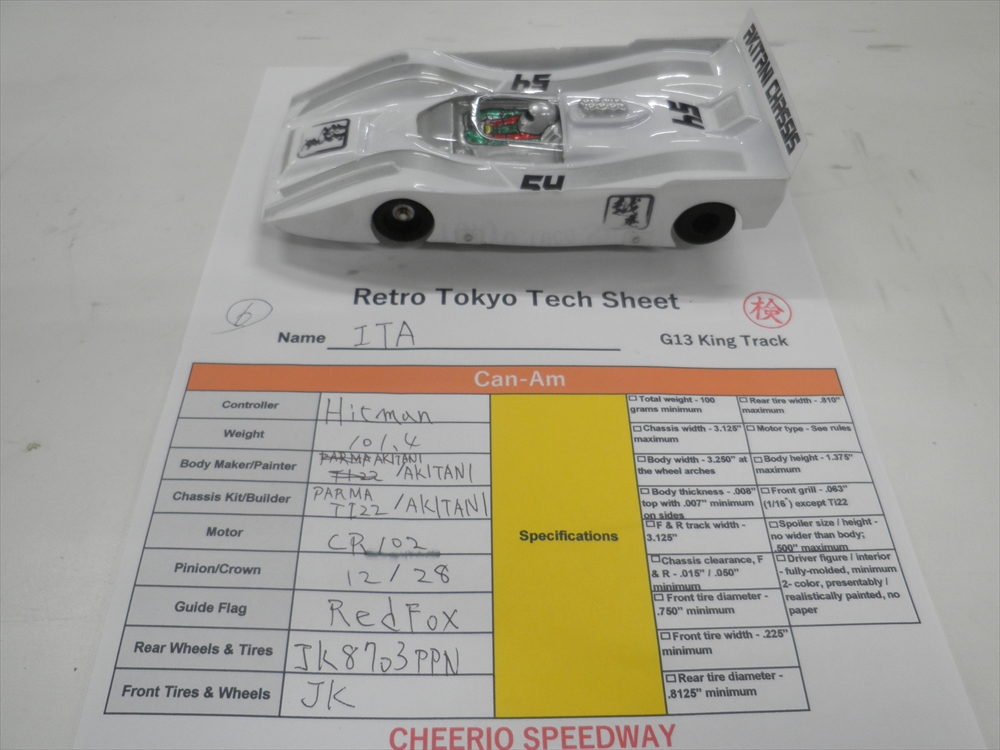 AKITANI CHASSIS
54
54
54
Retro Tokyo Tech Sheet
検
6
Name ITA
G13 King Track
Can-Am
Controller Hitman
Weight 101,4
Body Maker/Painter PARMA AKITANI
TI22 /AKITANI
Chassis Kit/Builder PARMA
TI22 /AKITANI
Motor CR102
Pinion/Crown 12/28
Guide Flag RedFox
Rear Wheels & Tires JK8703PPN
Front Tires & Wheels JK
Specifications
Total weight - 100
grams minimum
Chassis width - 3.125"
maximum
Body width - 3.250" at
the wheel arches
Body thickness - .008"
top with .007" minimum
on sides
F & R track width -
3.125"
Chassis clearance, F
& R - .015" / .050"
minimum
Front tire diameter -
.750" minimum
Front tire width - .225"
minimum
Rear tire diameter -
.8125" minimum
Rear tire width - .810"
maximum
Motor type - See rules
Body height - 1.375"
maximum
Front grill - .063"
(1/16") except Ti22
Spoiler size / height -
no wider than body;
.500" maximum
Driver figure / interior
- fully-molded, minimum
2- color, presentably /
realistically painted, no
paper
CHEERIO SPEEDWAY